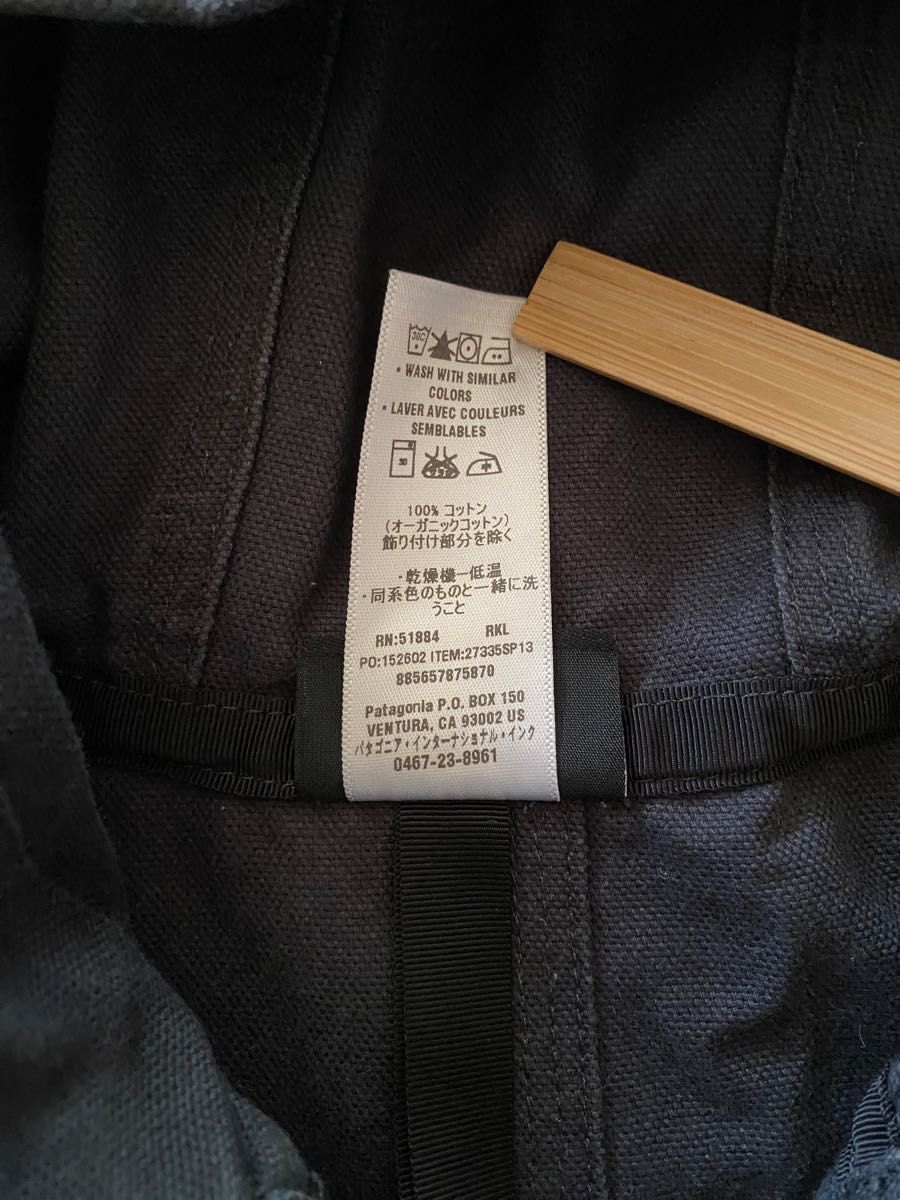 30C
• WASH WITH SIMILAR
COLORS
• LAVER AVEC COULEURS
SEMBLABLES
30
100% コットン
(オーガニックコットン)
飾り付け部分を除く
・乾燥機―低温
・同系色のものと一緒に洗
うこと
RN:51884 RKL
PO:152602 ITEM:27335SP13
885657875870
Patagonia P.O. BOX 150
VENTURA, CA 93002 US
パタゴニア・インターナショナル・インク
0467-23-8961